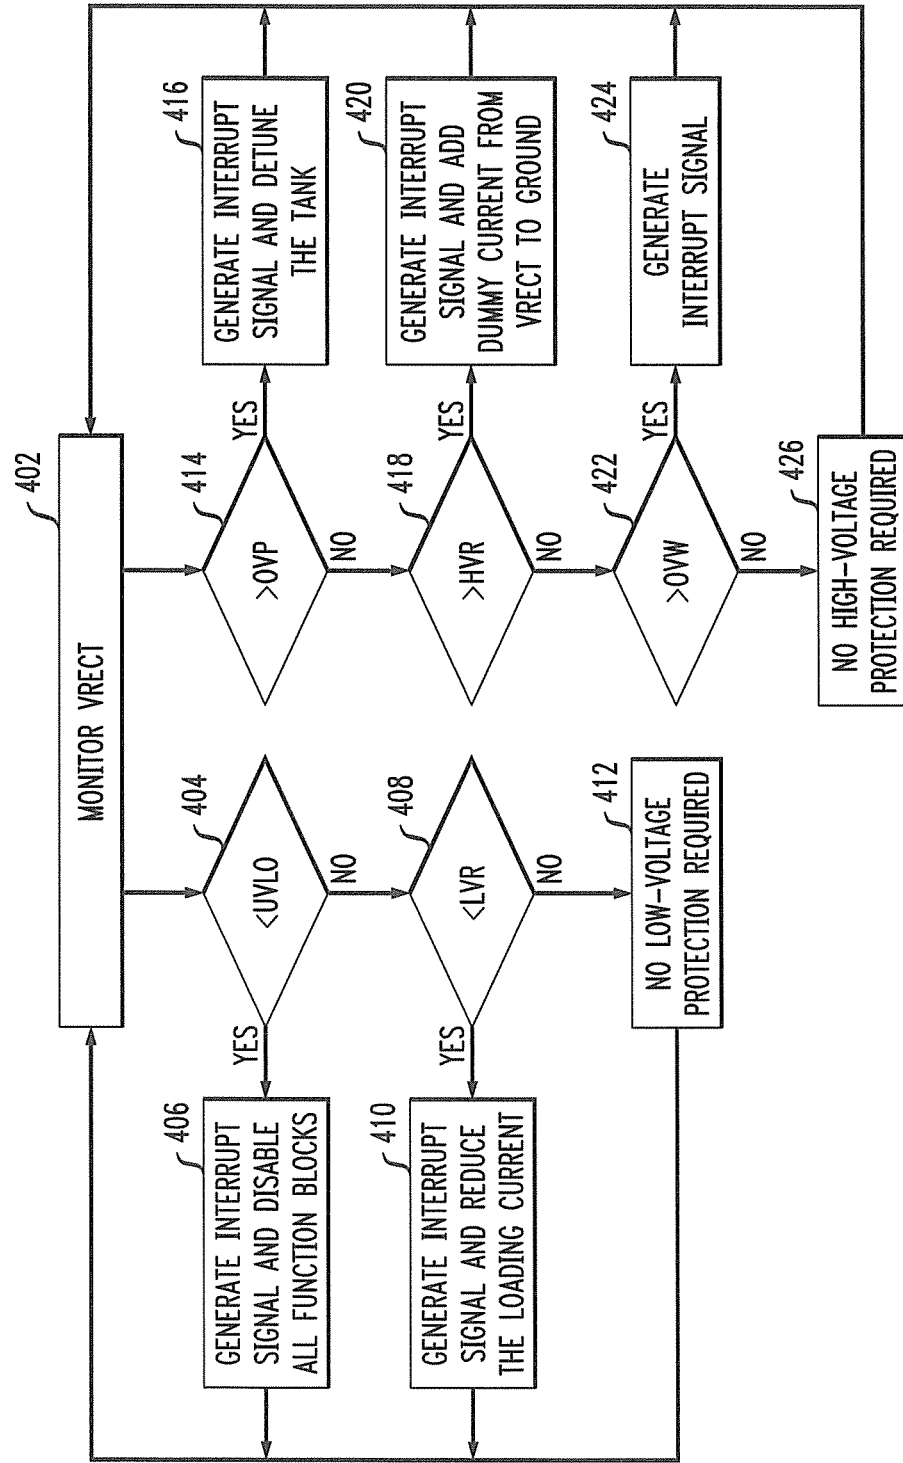 402
MONITOR VRECT
404
<UVLO
YES
NO
406
GENERATE INTERRUPT
SIGNAL AND DISABLE
ALL FUNCTION BLOCKS
408
<LVR
YES
NO
410
GENERATE INTERRUPT
SIGNAL AND REDUCE
THE LOADING CURRENT
412
NO LOW-VOLTAGE
PROTECTION REQUIRED
414
>OVP
YES
NO
416
GENERATE INTERRUPT
SIGNAL AND DETUNE
THE TANK
418
>HVR
YES
NO
420
GENERATE INTERRUPT
SIGNAL AND ADD
DUMMY CURRENT FROM
VRECT TO GROUND
422
>OVW
YES
NO
424
GENERATE
INTERRUPT SIGNAL
426
NO HIGH-VOLTAGE
PROTECTION REQUIRED